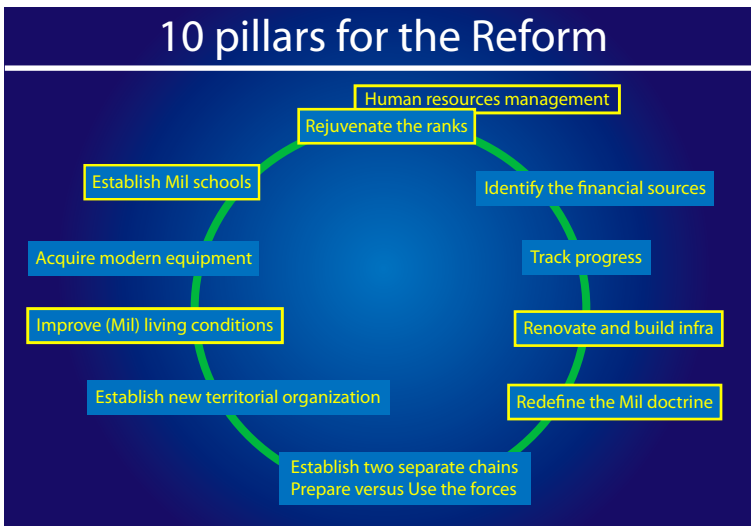 10 pillars for the Reform
Human resources management
Rejuvenate the ranks
Establish Mil schools
Identify the financial sources
Acquire modern equipment
Track progress
Improve (Mil) living conditions
Renovate and build infra
Establish new territorial organization
Redefine the Mil doctrine
Establish two separate chains
Prepare versus Use the forces